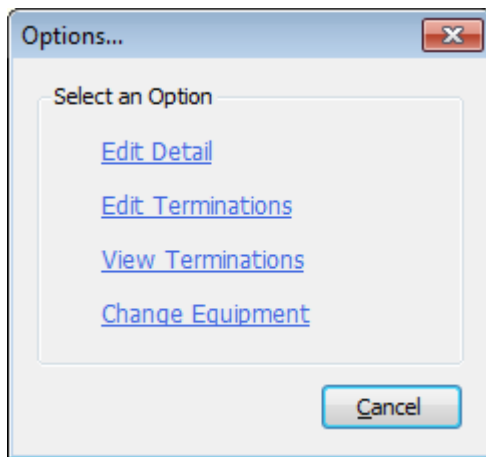 Options...
Select an Option
Edit Detail
Edit Terminations
View Terminations
Change Equipment
Cancel